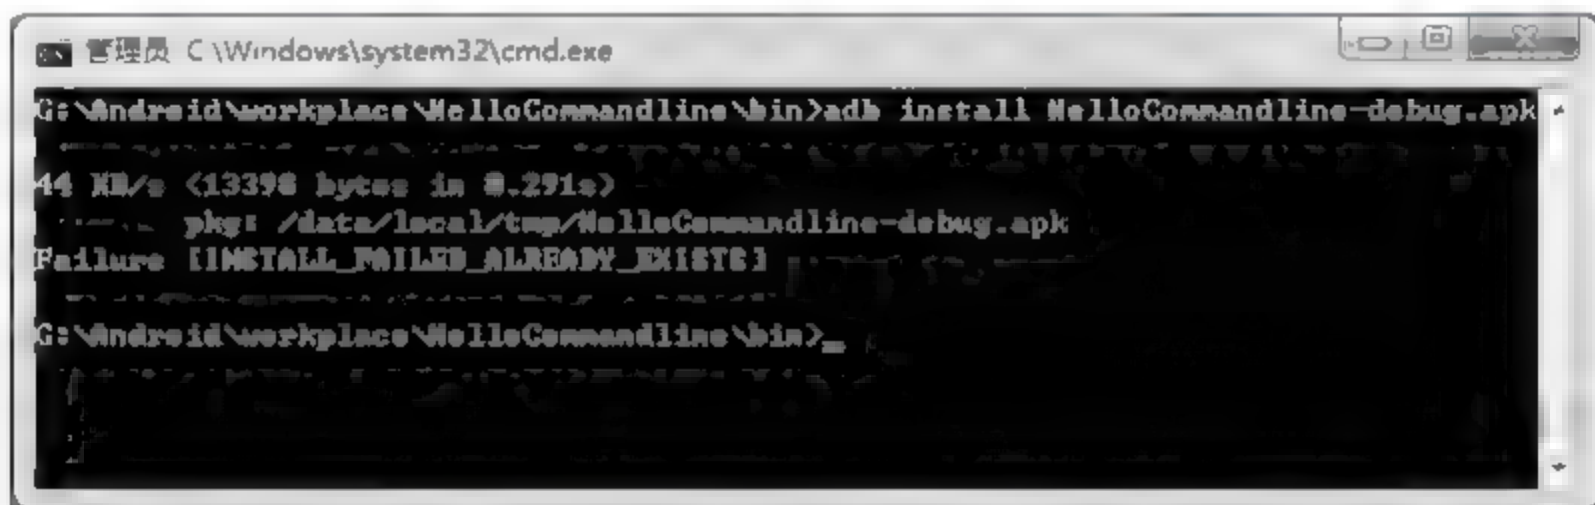 管理员 C:\Windows\system32\cmd.exe
G:\Android\workplace\HelloCommandline\bin>adb install HelloCommandline-debug.apk
44 KB/s (13398 bytes in 0.291s)
pkg: /data/local/tmp/HelloCommandline-debug.apk
Failure [INSTALL_FAILED_ALREADY_EXISTS]
G:\Android\workplace\HelloCommandline\bin>_